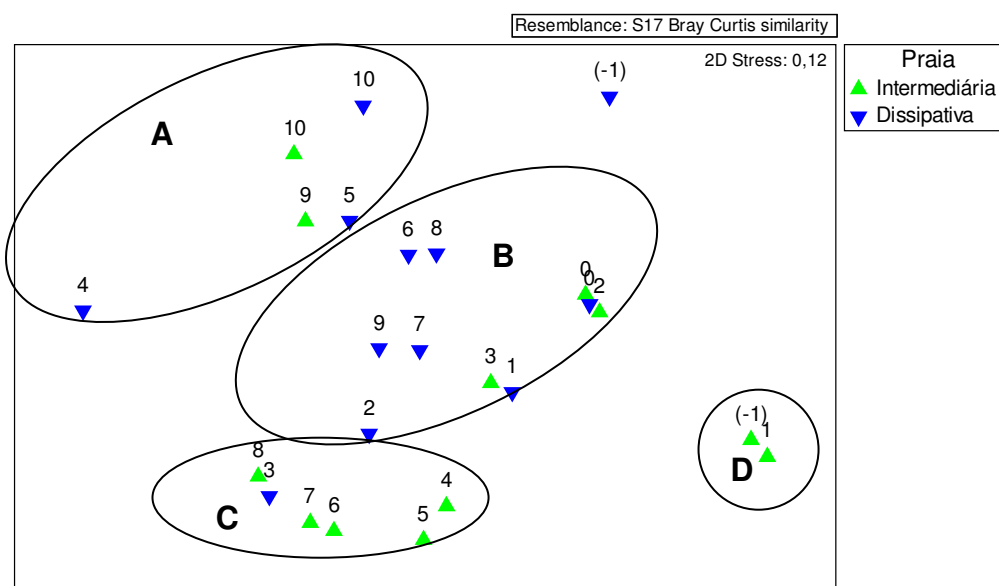 Resemblance: S17 Bray Curtis similarity
2D Stress: 0,12
Praia
Intermediária
Dissipativa
(-1)
10
A
10
9
5
4
6
8
B
0
0
2
9
7
3
1
2
(-1)
1
D
8
3
7
6
4
5
C